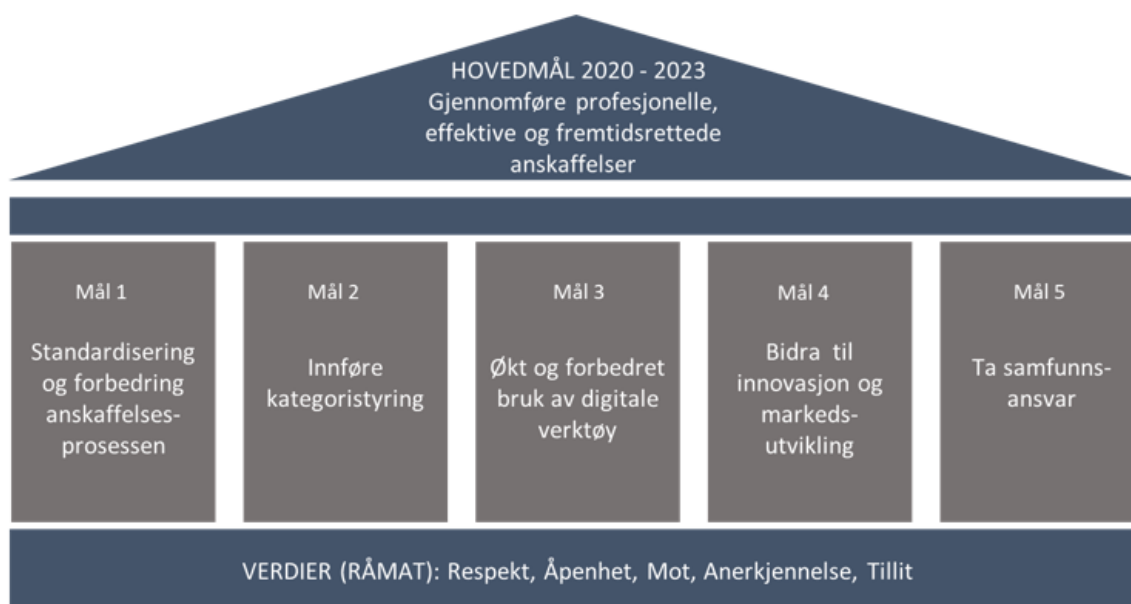 HOVEDMÅL 2020 - 2023
Gjennomføre profesjonelle,
effektive og fremtidsrettede
anskaffelser
Mål 1
Standardisering
og forbedring
anskaffelses-
prosessen
Mål 2
Innføre
kategoristyring
Mål 3
Økt og forbedret
bruk av digitale
verktøy
Mål 4
Bidra til
innovasjon og
markeds-
utvikling
Mål 5
Ta samfunns-
ansvar
VERDIER (RÅMAT): Respekt, Åpenhet, Mot, Anerkjennelse, Tillit